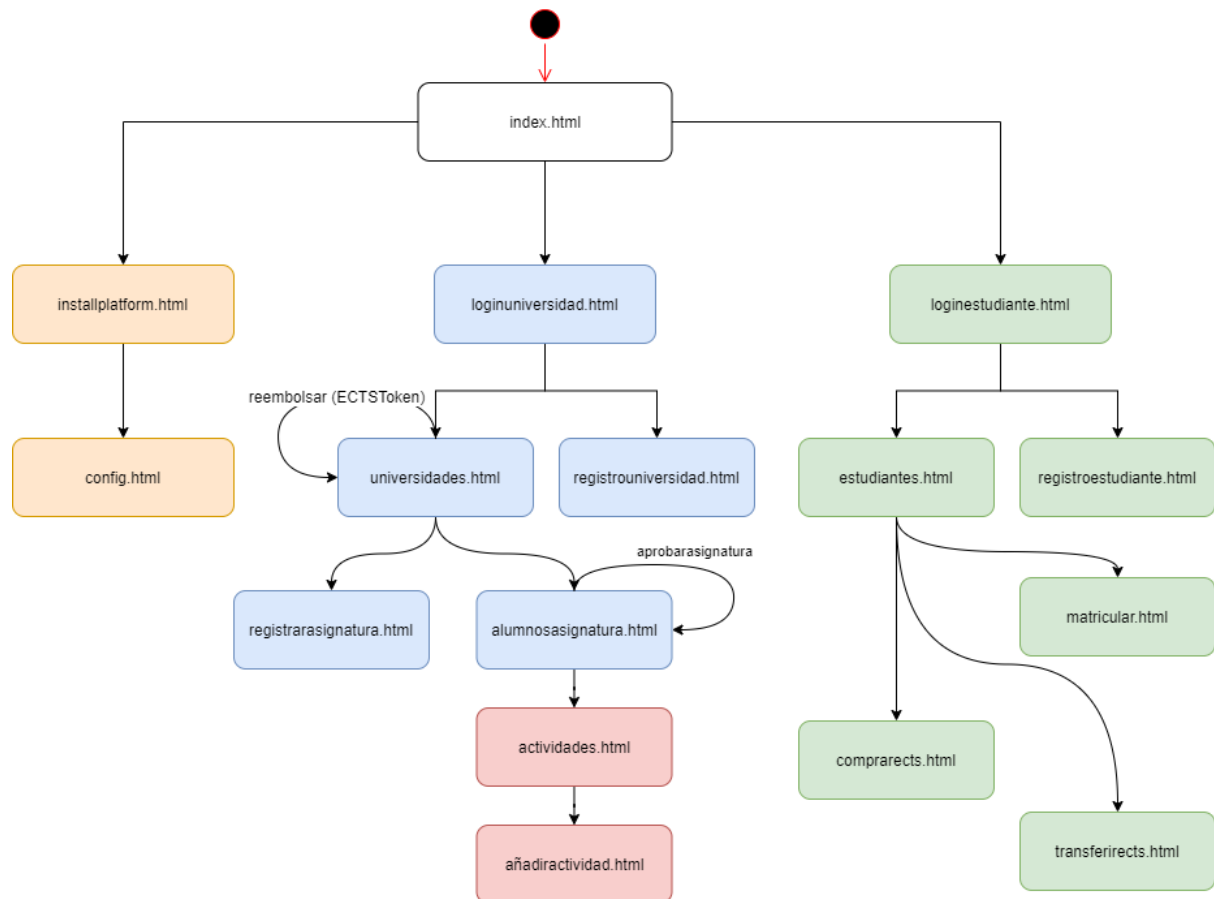 index.html
installplatform.html
loginuniversidad.html
loginestudiante.html
reembolsar (ECTSToken)
config.html
universidades.html
registrouniversidad.html
estudiantes.html
registroestudiante.html
aprobarasignatura
registrarasignatura.html
alumnosasignatura.html
matricular.html
actividades.html
comprarects.html
añadiractividad.html
transferirects.html